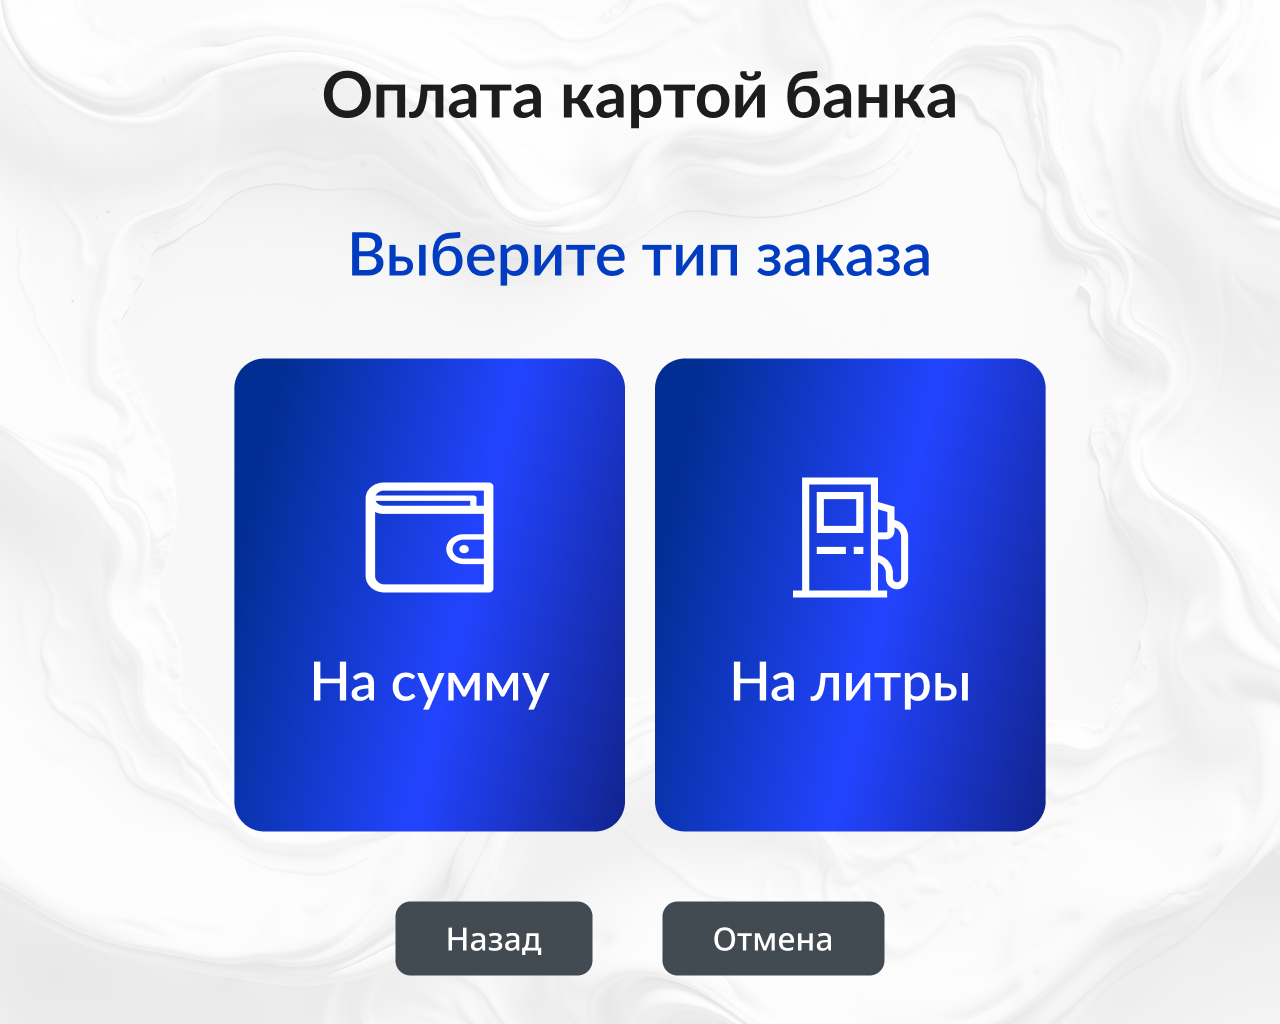 Оплата картой банка
Выберите тип заказа
На сумму
На литры
Назад
Отмена